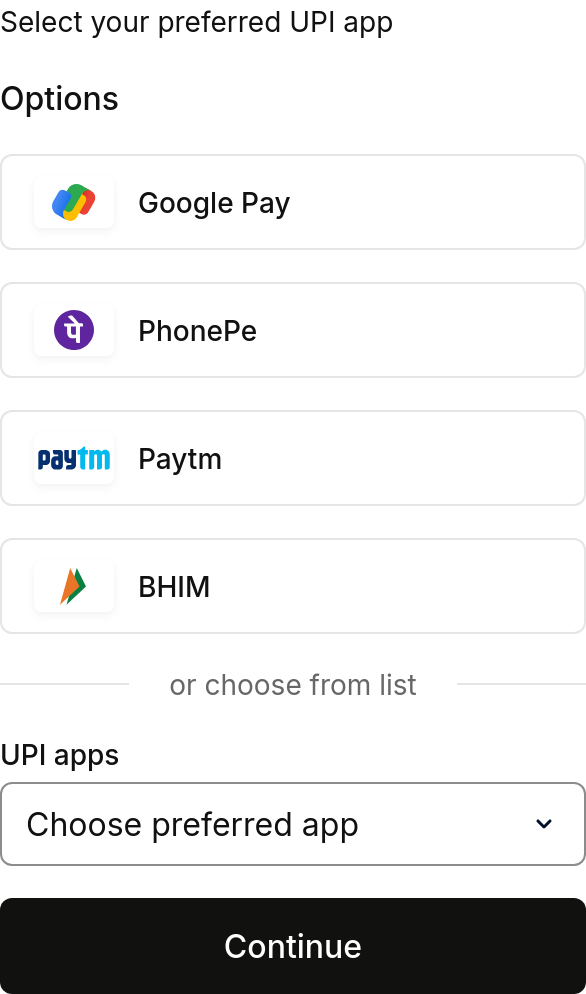 Select your preferred UPI app
Options
Google Pay
पे PhonePe
paytm Paytm
BHIM
or choose from list
UPI apps
Choose preferred app
Continue